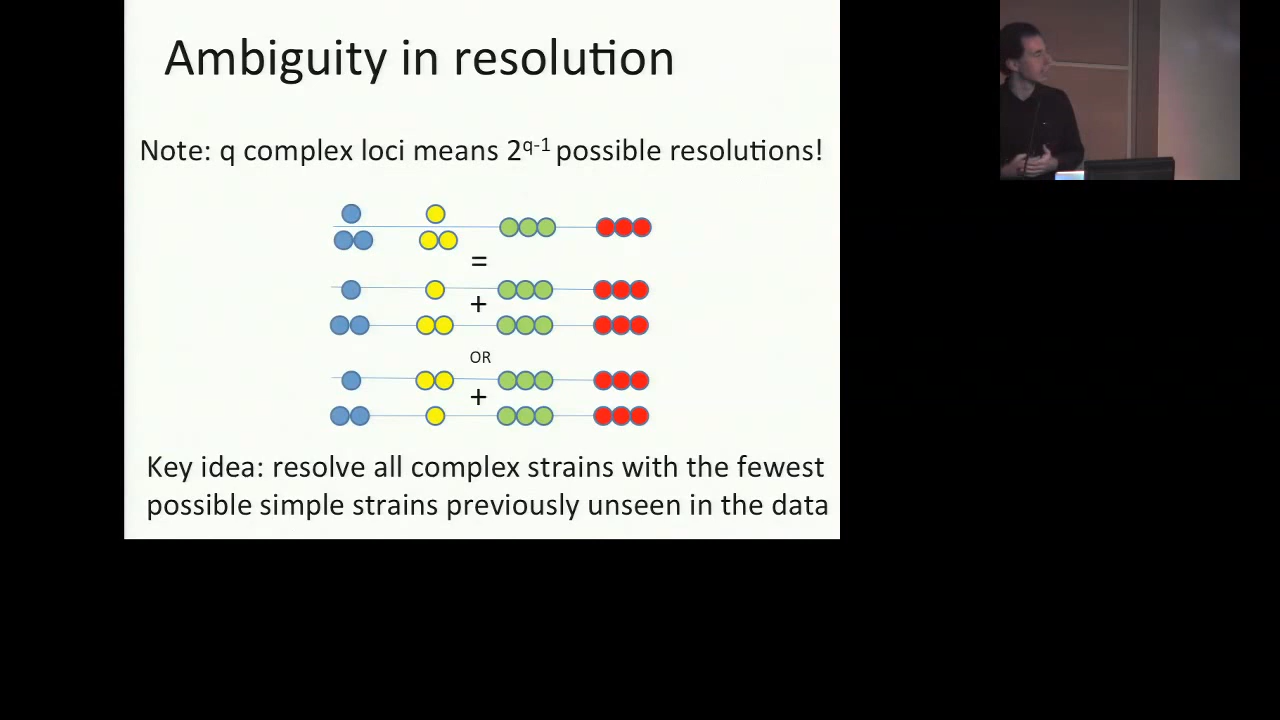 Ambiguity in resolution
Note: q complex loci means 2^q-1 possible resolutions!
=
+
OR
+
Key idea: resolve all complex strains with the fewest
possible simple strains previously unseen in the data